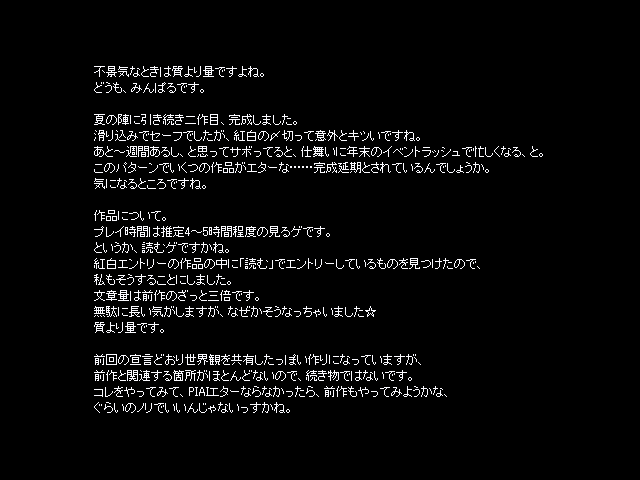 不景気なときは質より量ですよね。
どうも、みんぱるです。
夏の陣に引き続き二作目、完成しました。
滑り込みでセーフでしたが、紅白の〆切って意外とキツいですね。
あと～週間あるし、と思ってサボってると、仕舞いに年末のイベントラッシュで忙しくなる、と。
このパターンでいくつの作品がエターな……完成延期とされているんでしょうか。
気になるところですね。
作品について。
プレイ時間は推定4～5時間程度の見るゲです。
というか、読むゲですかね。
紅白エントリーの作品の中に「読む」でエントリーしているものを見つけたので、
私もそうすることにしました。
文章量は前作のざっと三倍です。
無駄に長い気がしますが、なぜかそうなっちゃいました☆
質より量です。
前回の宣言どおり世界観を共有したっぽい作りになっていますが、
前作と関連する箇所がほとんどないので、続き物ではないです。
コレをやってみて、PIAIエターならなかったら、前作もやってみようかな、
ぐらいのノリでいいんじゃないっすかね。